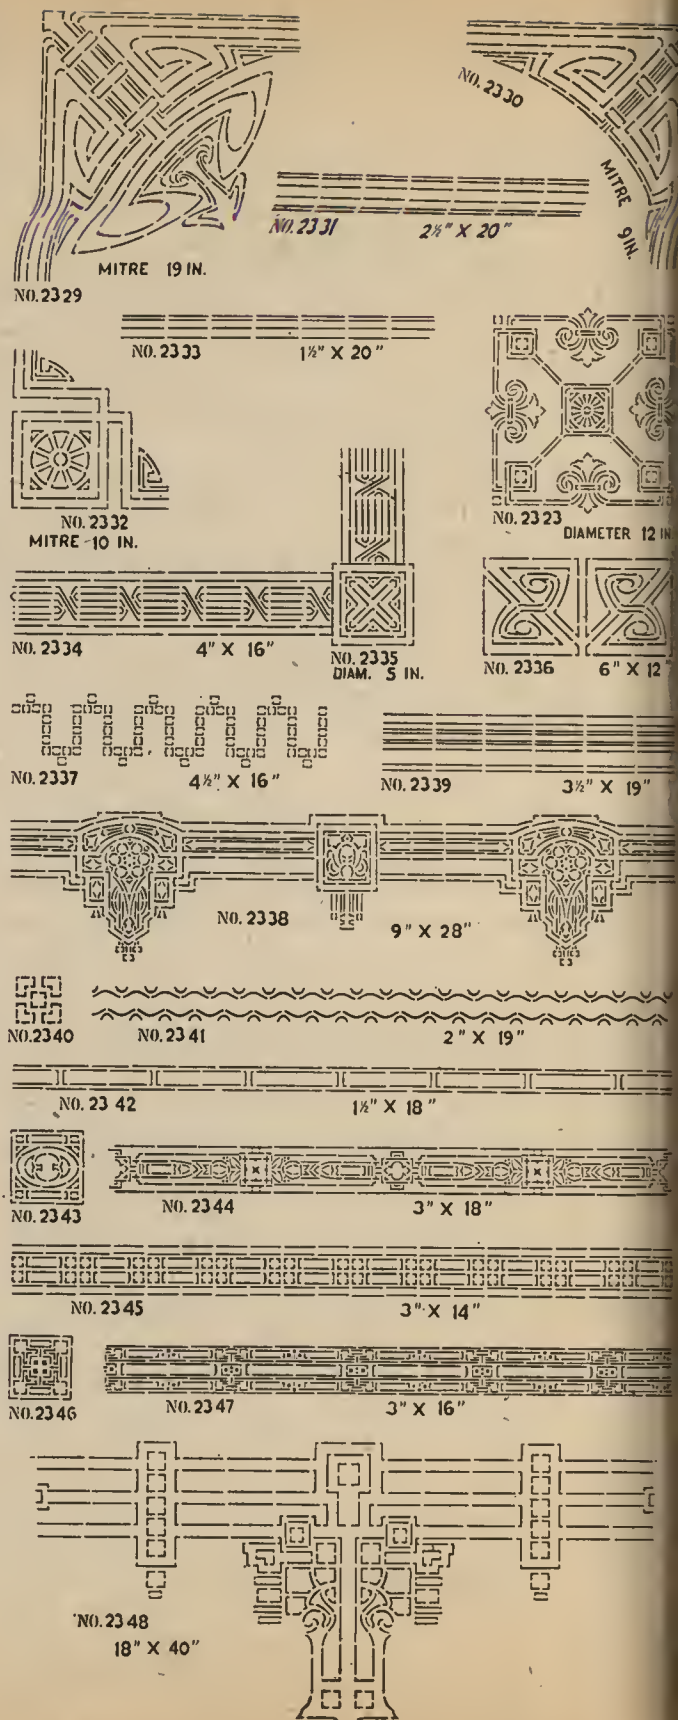 NO. 2330
MITRE 9 IN.
NO. 2331 2½" X 20"
MITRE 19 IN.
NO. 2329
NO. 2333 1½" X 20"
NO. 2332
MITRE 10 IN.
NO. 2323
DIAMETER 12 IN
NO. 2334 4" X 16"
NO. 2335
DIAM. 5 IN.
NO. 2336 6" X 12"
NO. 2337 4½" X 16"
NO. 2339 3½" X 19"
NO. 2338 9" X 28"
NO. 2340 NO. 2341 2" X 19"
NO. 2342 1½" X 18"
NO. 2343 NO. 2344 3" X 18"
NO. 2345 3" X 14"
NO. 2346 NO. 2347 3" X 16"
NO. 2348
18" X 40"